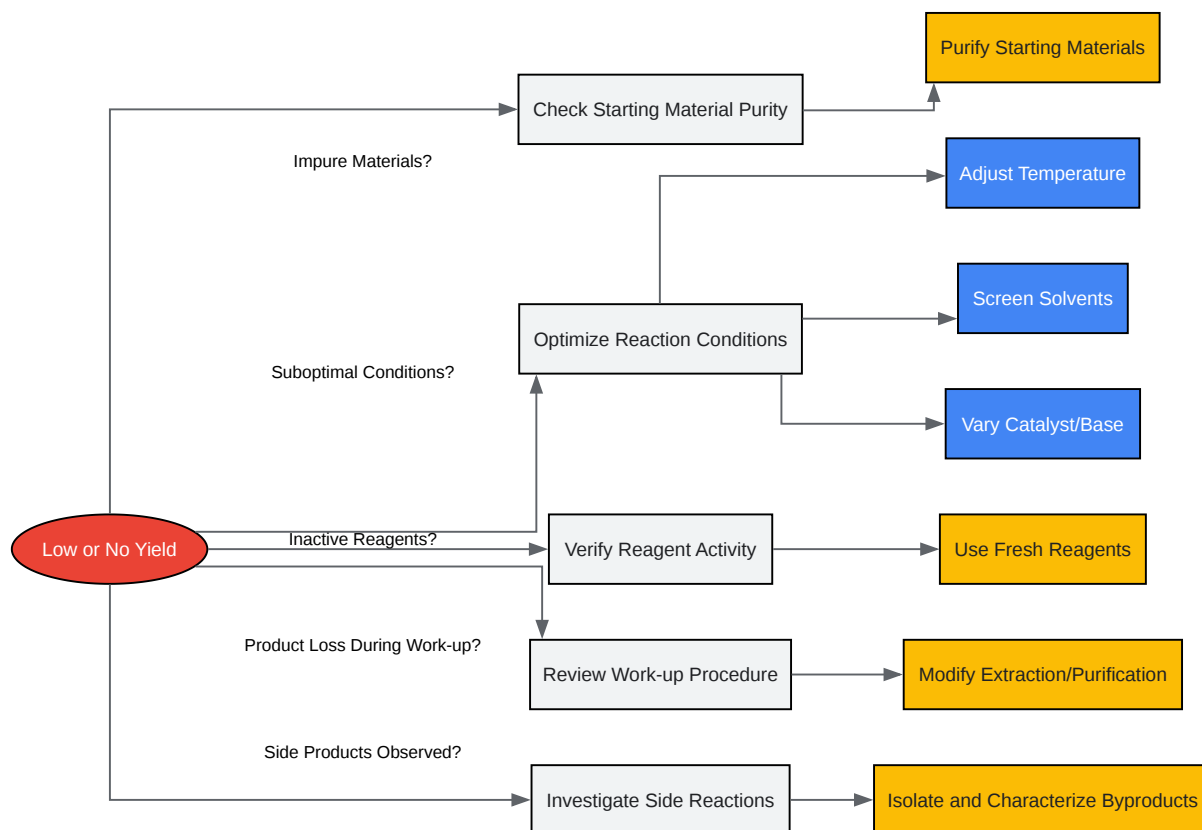 Purify Starting Materials
Check Starting Material Purity
Impure Materials?
Adjust Temperature
Screen Solvents
Optimize Reaction Conditions
Suboptimal Conditions?
Vary Catalyst/Base
Low or No Yield
Inactive Reagents?
Verify Reagent Activity
Use Fresh Reagents
Product Loss During Work-up?
Review Work-up Procedure
Modify Extraction/Purification
Side Products Observed?
Investigate Side Reactions
Isolate and Characterize Byproducts